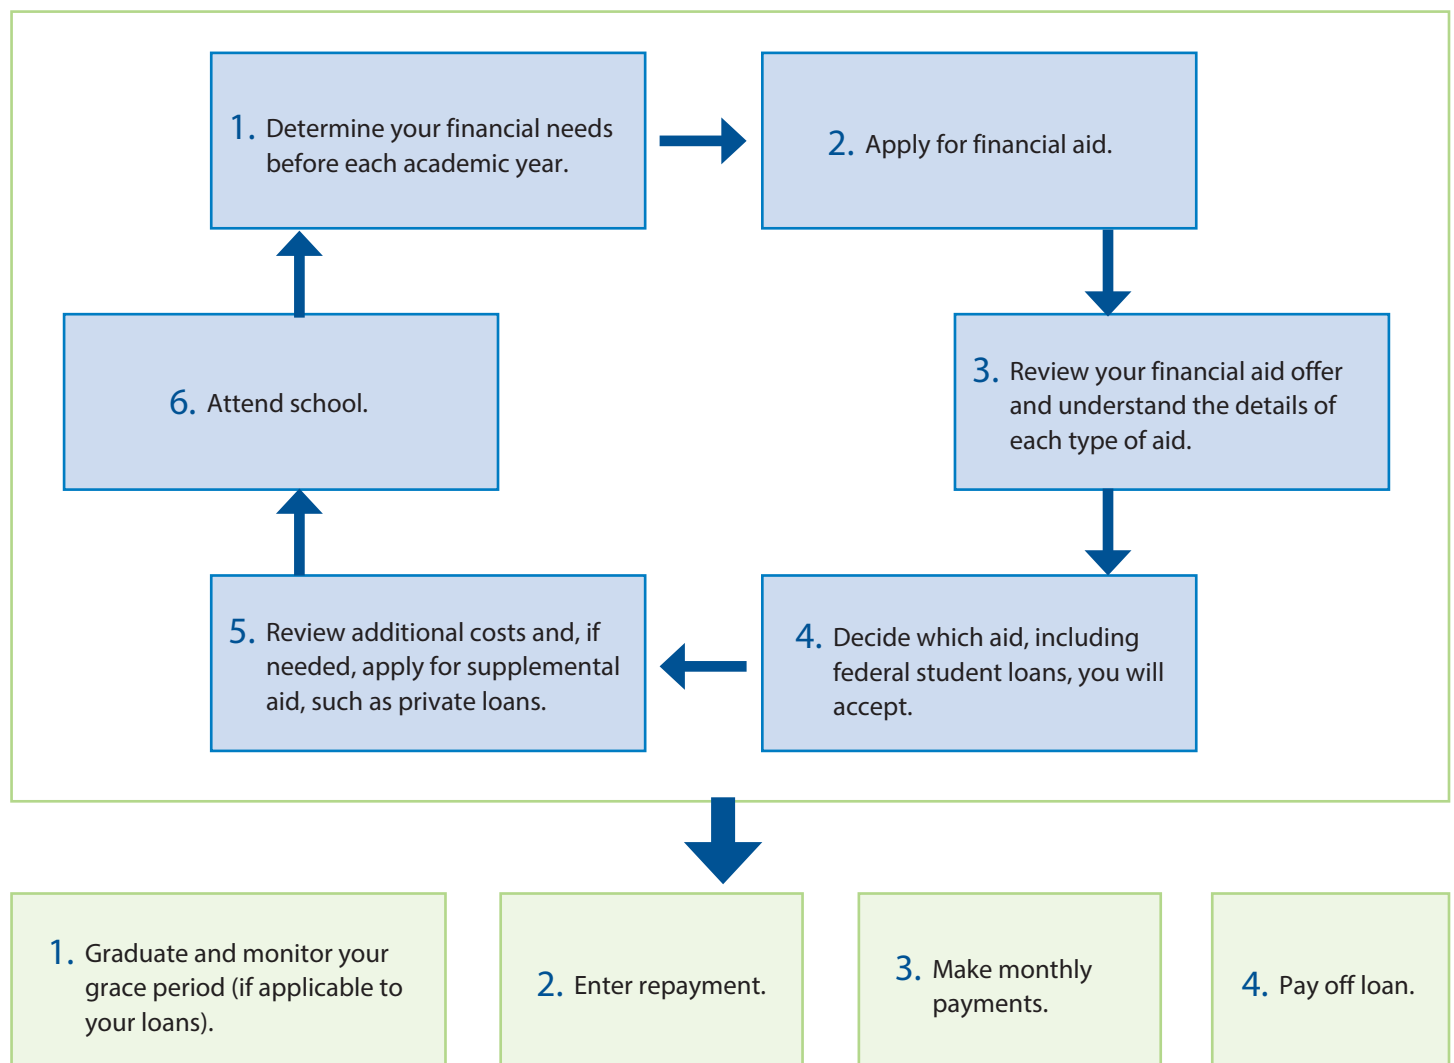 1. Determine your financial needs
before each academic year.
2. Apply for financial aid.
3. Review your financial aid offer
and understand the details of
each type of aid.
4. Decide which aid, including
federal student loans, you will
accept.
5. Review additional costs and, if
needed, apply for supplemental
aid, such as private loans.
6. Attend school.
1. Graduate and monitor your
grace period (if applicable to
your loans).
2. Enter repayment.
3. Make monthly
payments.
4. Pay off loan.